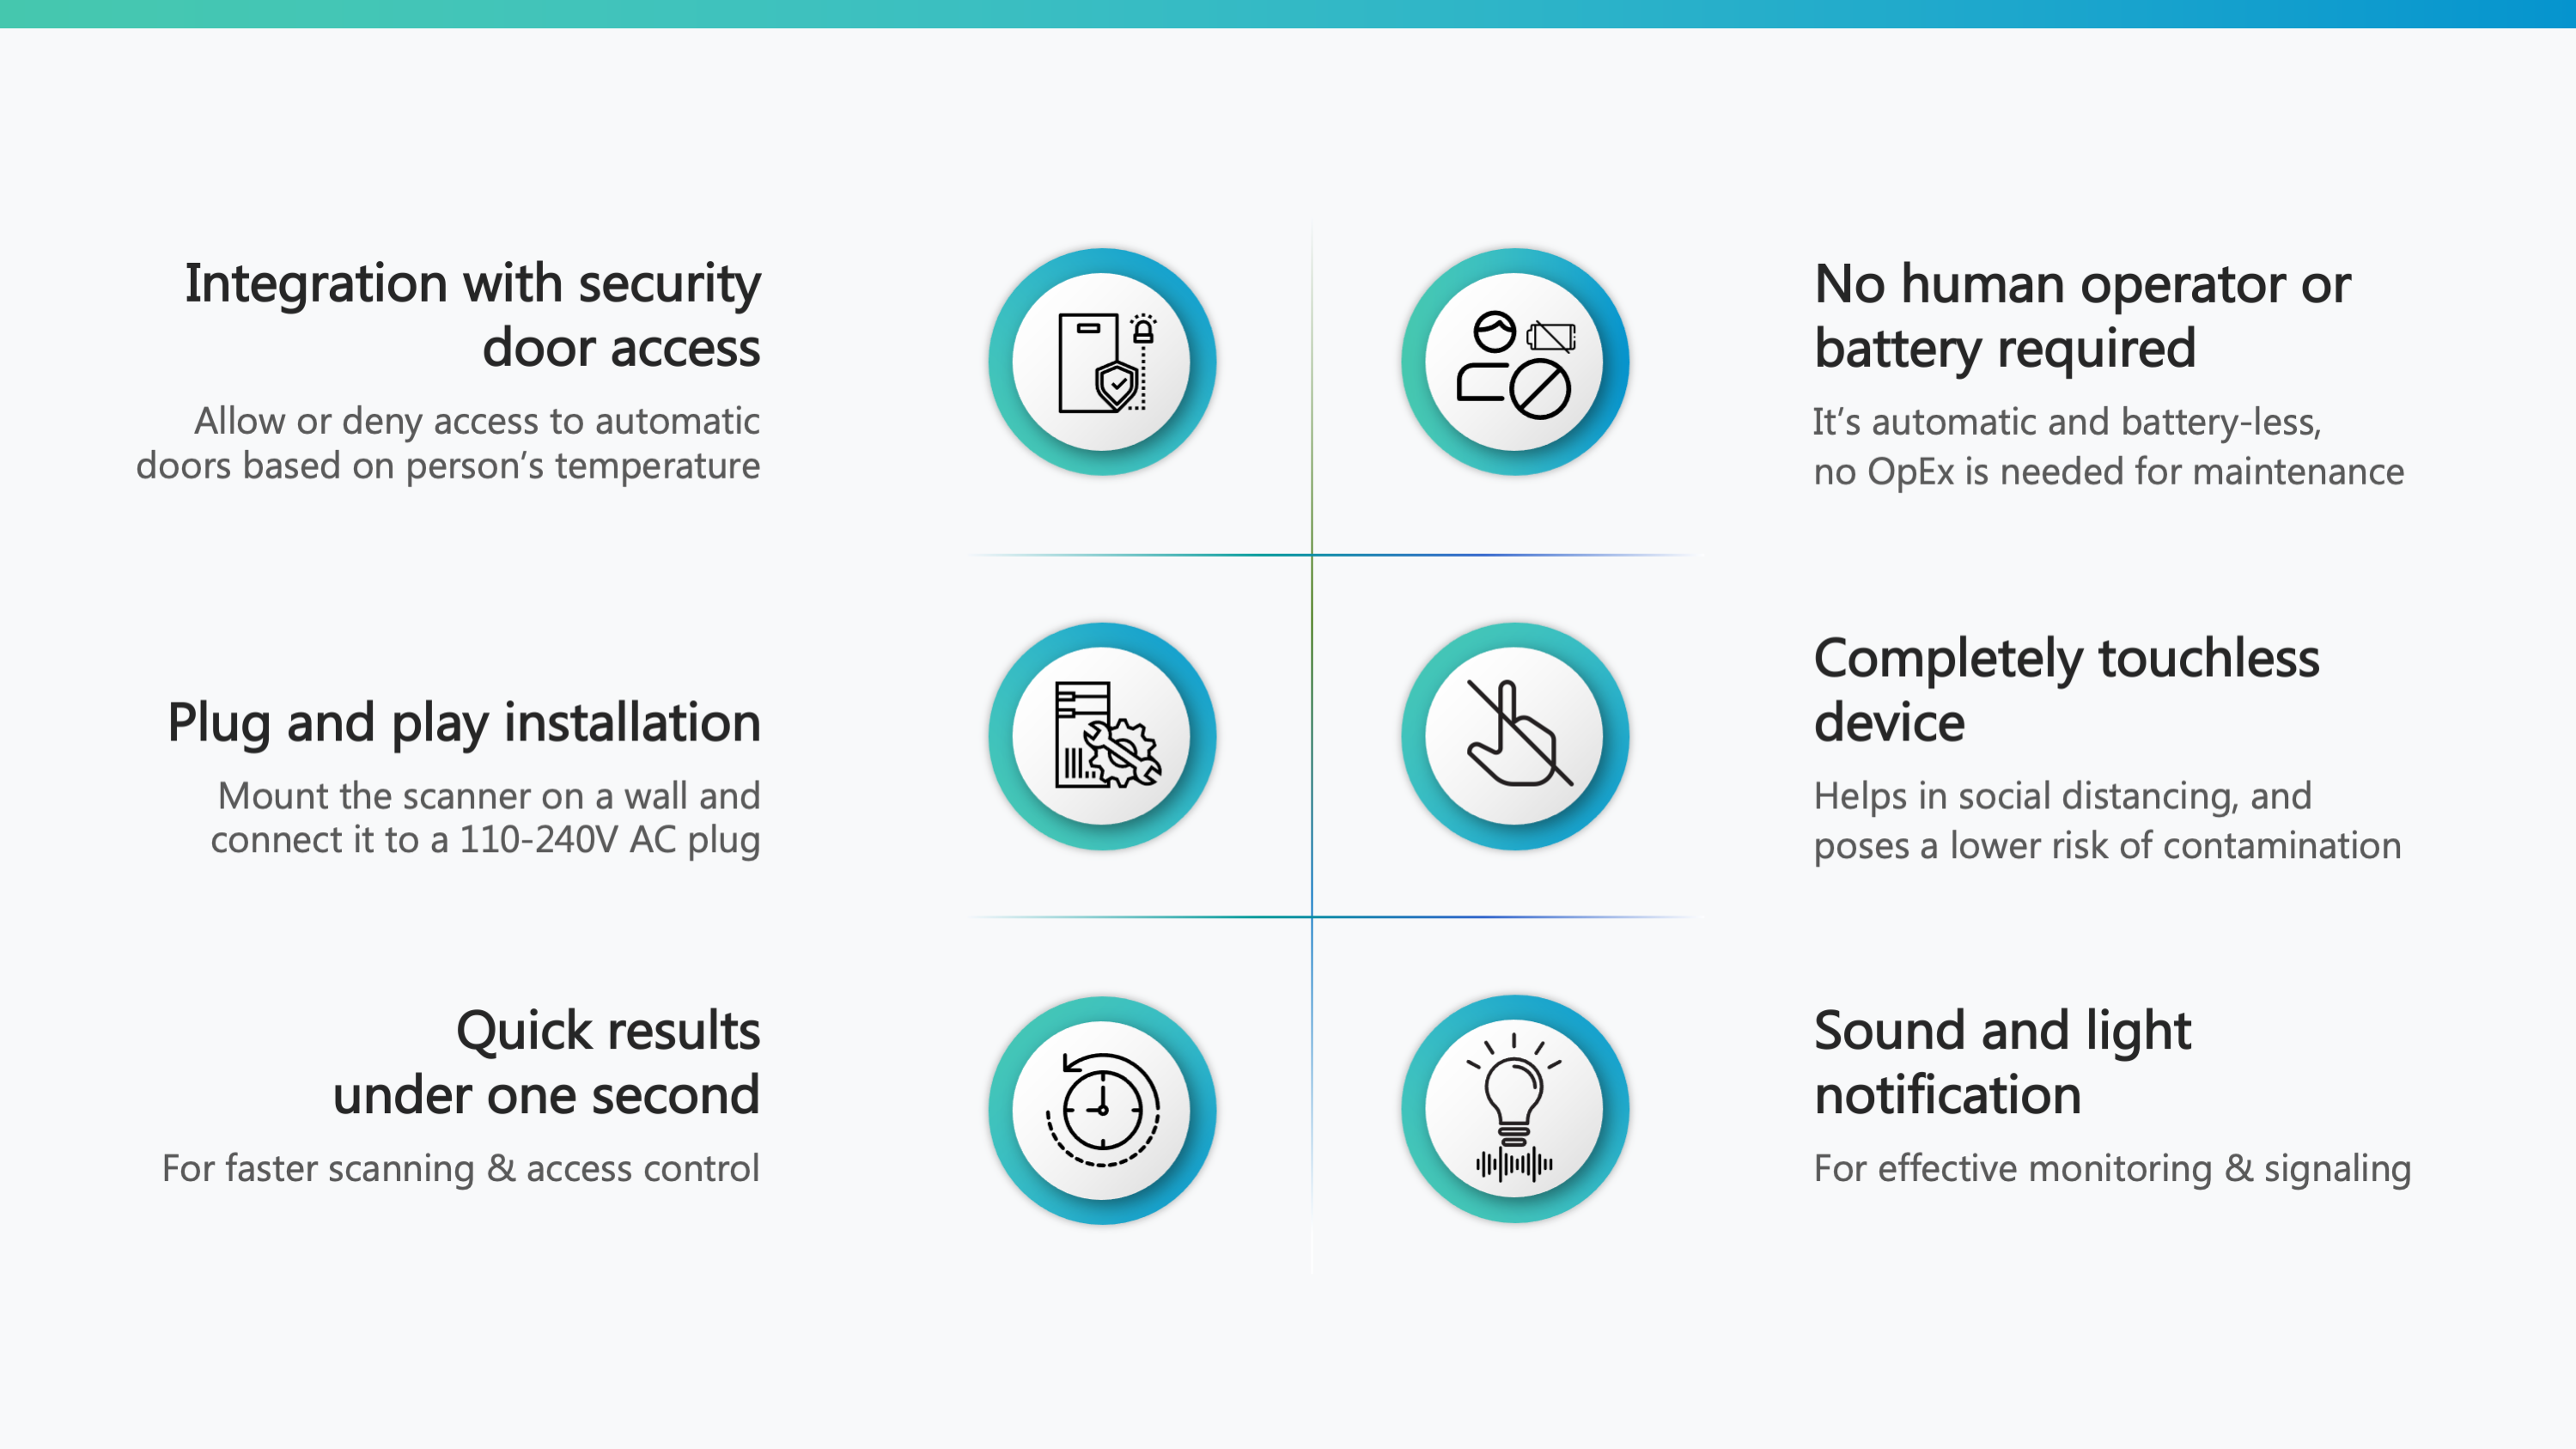 Integration with security
door access
Allow or deny access to automatic
doors based on person’s temperature
No human operator or
battery required
It’s automatic and battery-less,
no OpEx is needed for maintenance
Plug and play installation
Mount the scanner on a wall and
connect it to a 110-240V AC plug
Completely touchless
device
Helps in social distancing, and
poses a lower risk of contamination
Quick results
under one second
For faster scanning & access control
Sound and light
notification
For effective monitoring & signaling